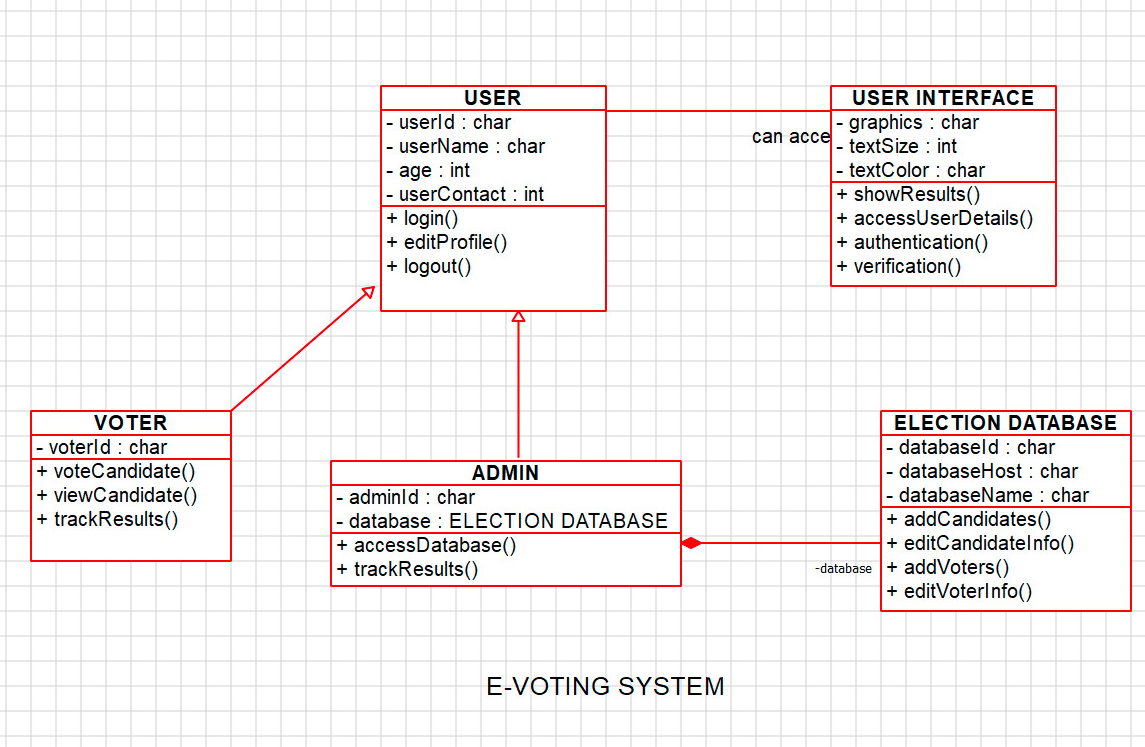 USER
- userId : char
- userName : char
- age : int
- userContact : int
+ login()
+ editProfile()
+ logout()
can acce
USER INTERFACE
- graphics : char
- textSize : int
- textColor : char
+ showResults()
+ accessUserDetails()
+ authentication()
+ verification()
VOTER
- voterId : char
+ voteCandidate()
+ viewCandidate()
+ trackResults()
ADMIN
- adminId : char
- database : ELECTION DATABASE
+ accessDatabase()
+ trackResults()
-database
ELECTION DATABASE
- databaseId : char
- databaseHost : char
- databaseName : char
+ addCandidates()
+ editCandidateInfo()
+ addVoters()
+ editVoterInfo()
E-VOTING SYSTEM